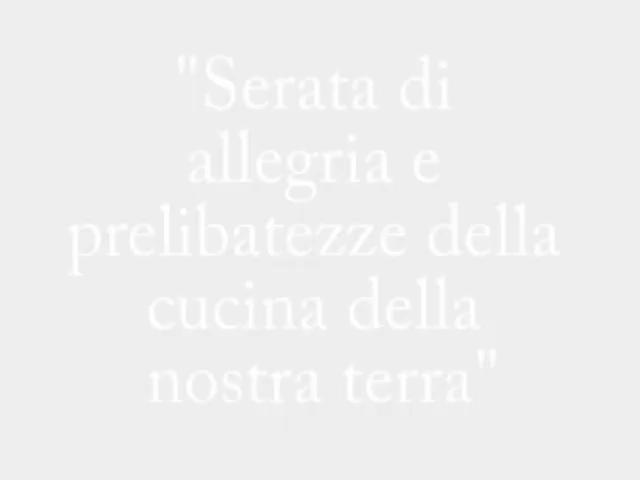 "Serata di
allegria e
prelibatezze della
cucina della
nostra terra"